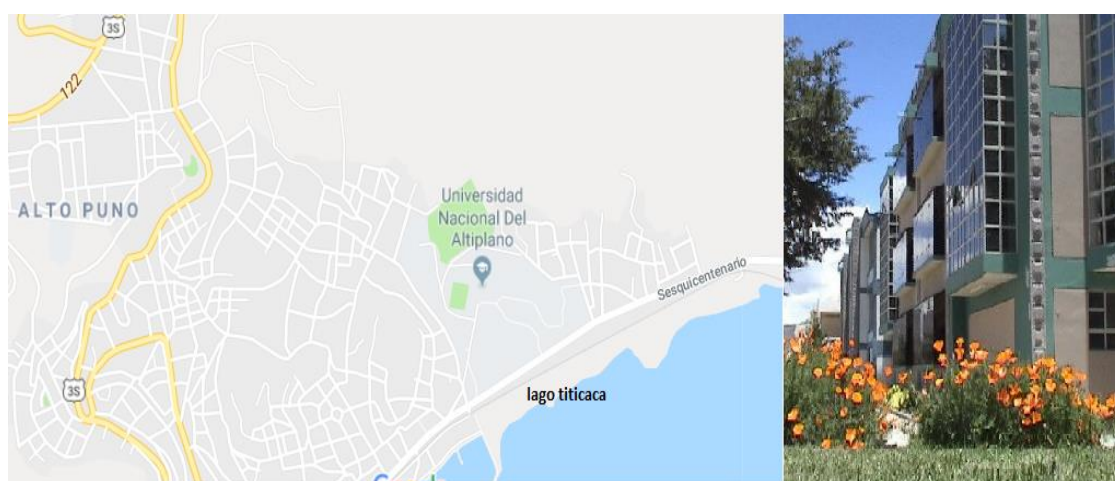 3S
122
ALTO PUNO
Universidad
Nacional Del
Altiplano
Sesquicentenario
3S
lago titicaca